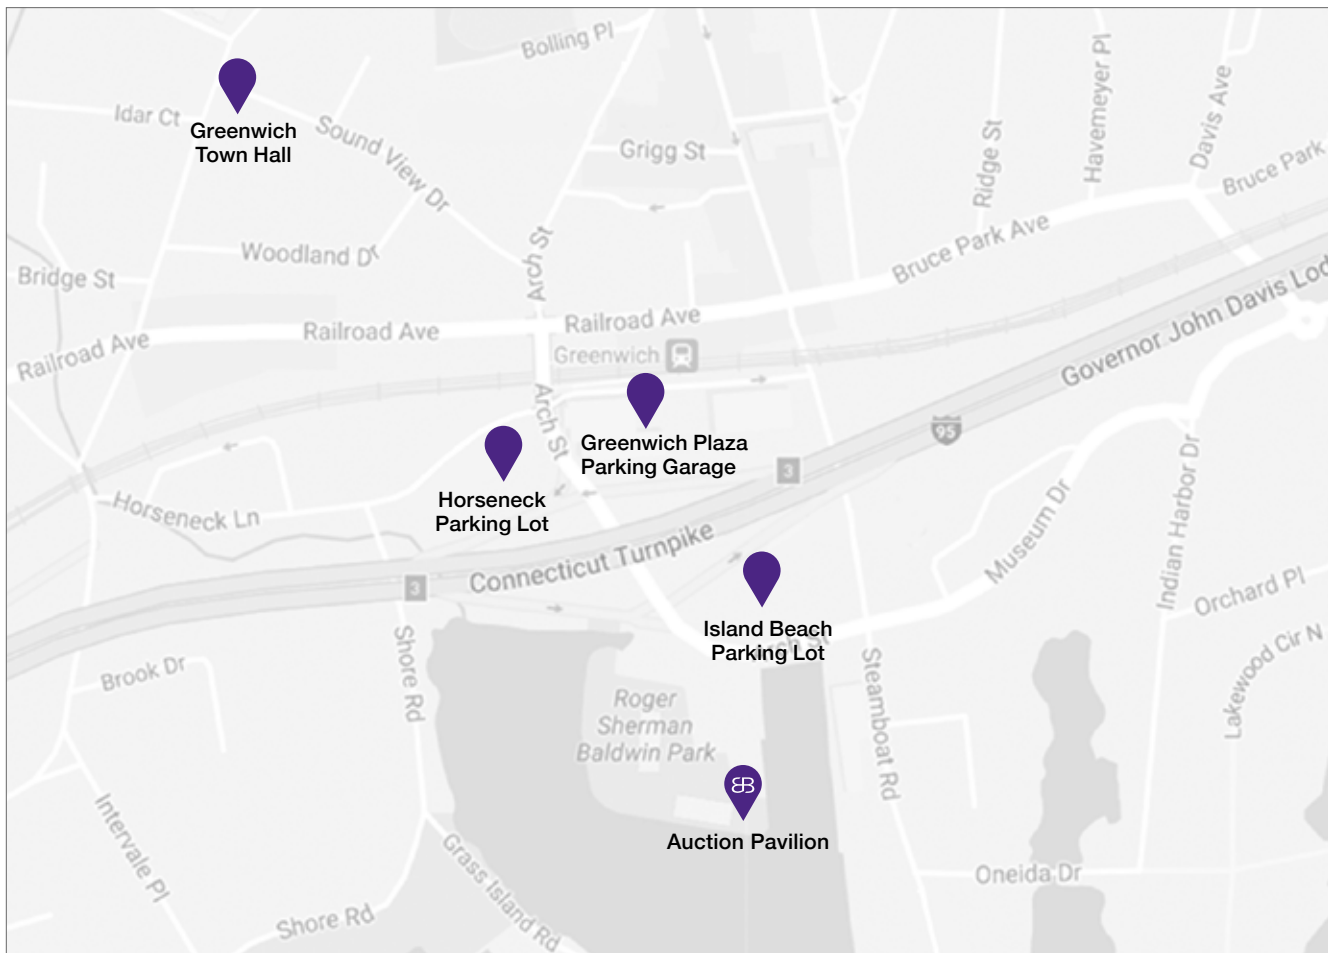 Bolling Pl
Idar Ct
Greenwich
Town Hall
Sound View Dr
Grigg St
Ridge St
Havemeyer Pl
Davis Ave
Bruce Park
Woodland Dr
Arch St
Bruce Park Ave
Bridge St
Railroad Ave
Railroad Ave
Railroad Ave
Greenwich
Governor John Davis Lod
Arch St
95
Greenwich Plaza
Parking Garage
3
Horseneck
Parking Lot
Horseneck Ln
Connecticut Turnpike
3
Museum Dr
Indian Harbor Dr
Orchard Pl
Island Beach
Parking Lot
Arch St
Shore Rd
Brook Dr
Steamboat Rd
Lakewood Cir N
Roger
Sherman
Baldwin Park
BB
Auction Pavilion
Intervale Pl
Grass Island Rd
Shore Rd
Oneida Dr